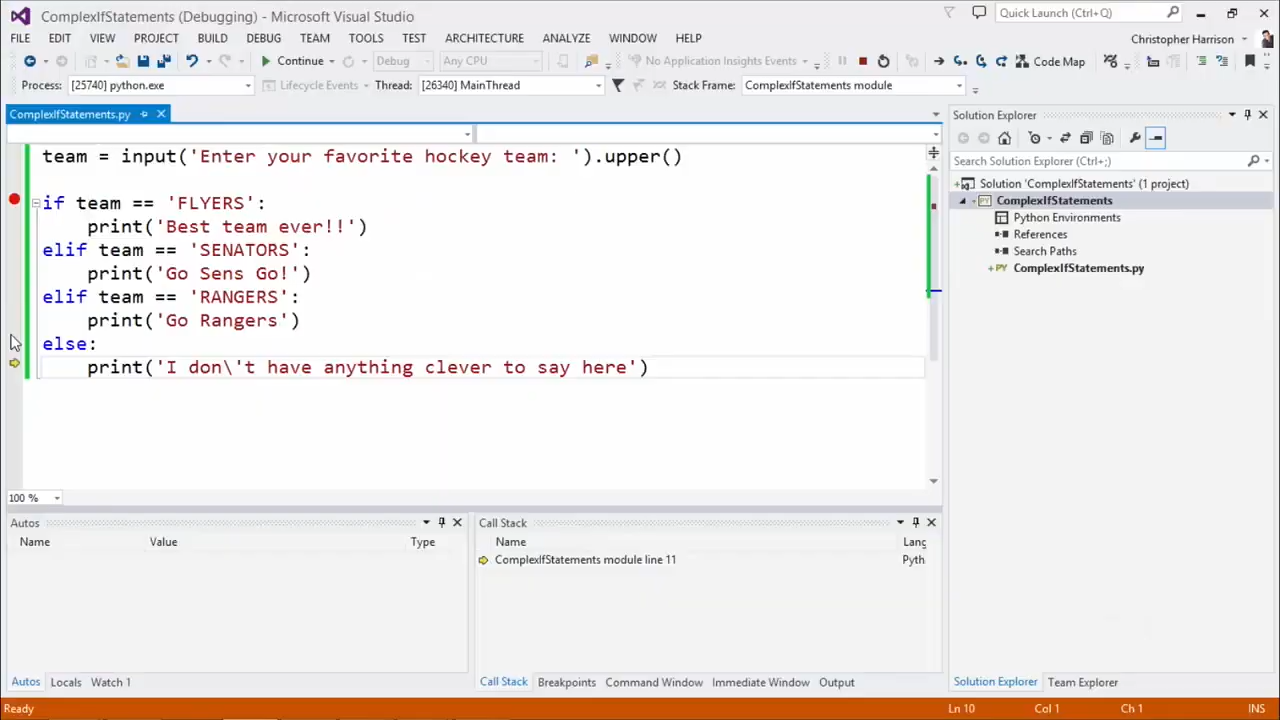 ComplexIfStatements (Debugging) - Microsoft Visual Studio
Quick Launch (Ctrl+Q)
FILE EDIT VIEW PROJECT BUILD DEBUG TEAM TOOLS TEST ARCHITECTURE ANALYZE WINDOW HELP
Christopher Harrison
Continue Debug Any CPU No Application Insights Events Code Map
Process: [25740] python.exe Lifecycle Events Thread: [26340] MainThread Stack Frame: ComplexIfStatements module
ComplexIfStatements.py
team = input('Enter your favorite hockey team: ').upper()
if team == 'FLYERS':
print('Best team ever!!')
elif team == 'SENATORS':
print('Go Sens Go!')
elif team == 'RANGERS':
print('Go Rangers')
else:
print('I don\'t have anything clever to say here')
100 %
Solution Explorer
Search Solution Explorer (Ctrl+;)
Solution 'ComplexIfStatements' (1 project)
ComplexIfStatements
Python Environments
References
Search Paths
PY ComplexIfStatements.py
Autos
Name Value Type
Autos Locals Watch 1
Call Stack
Name Lang
ComplexIfStatements module line 11 Pyth
Call Stack Breakpoints Command Window Immediate Window Output
Solution Explorer Team Explorer
Ready Ln 10 Col 1 Ch 1 INS